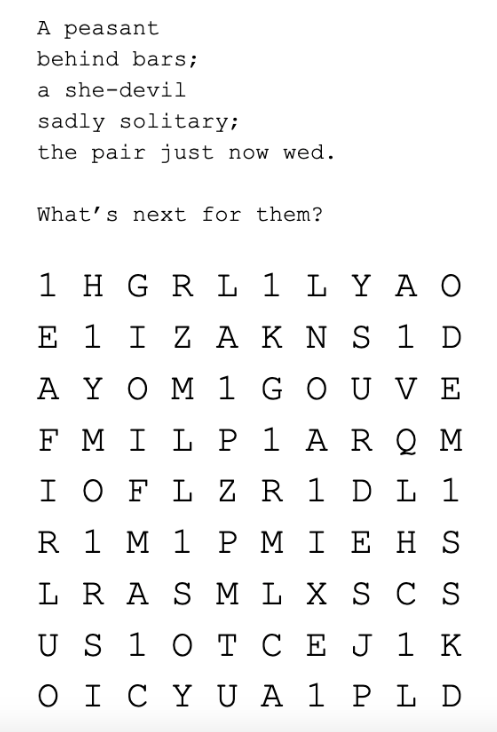 A peasant
behind bars;
a she-devil
sadly solitary;
the pair just now wed.
What's next for them?
1 H G R L 1 L Y A O
E 1 I Z A K N S 1 D
A Y O M 1 G O U V E
F M I L P 1 A R Q M
I O F L Z R 1 D L 1
R 1 M 1 P M I E H S
L R A S M L X S C S
U S 1 O T C E J 1 K
O I C Y U A 1 P L D